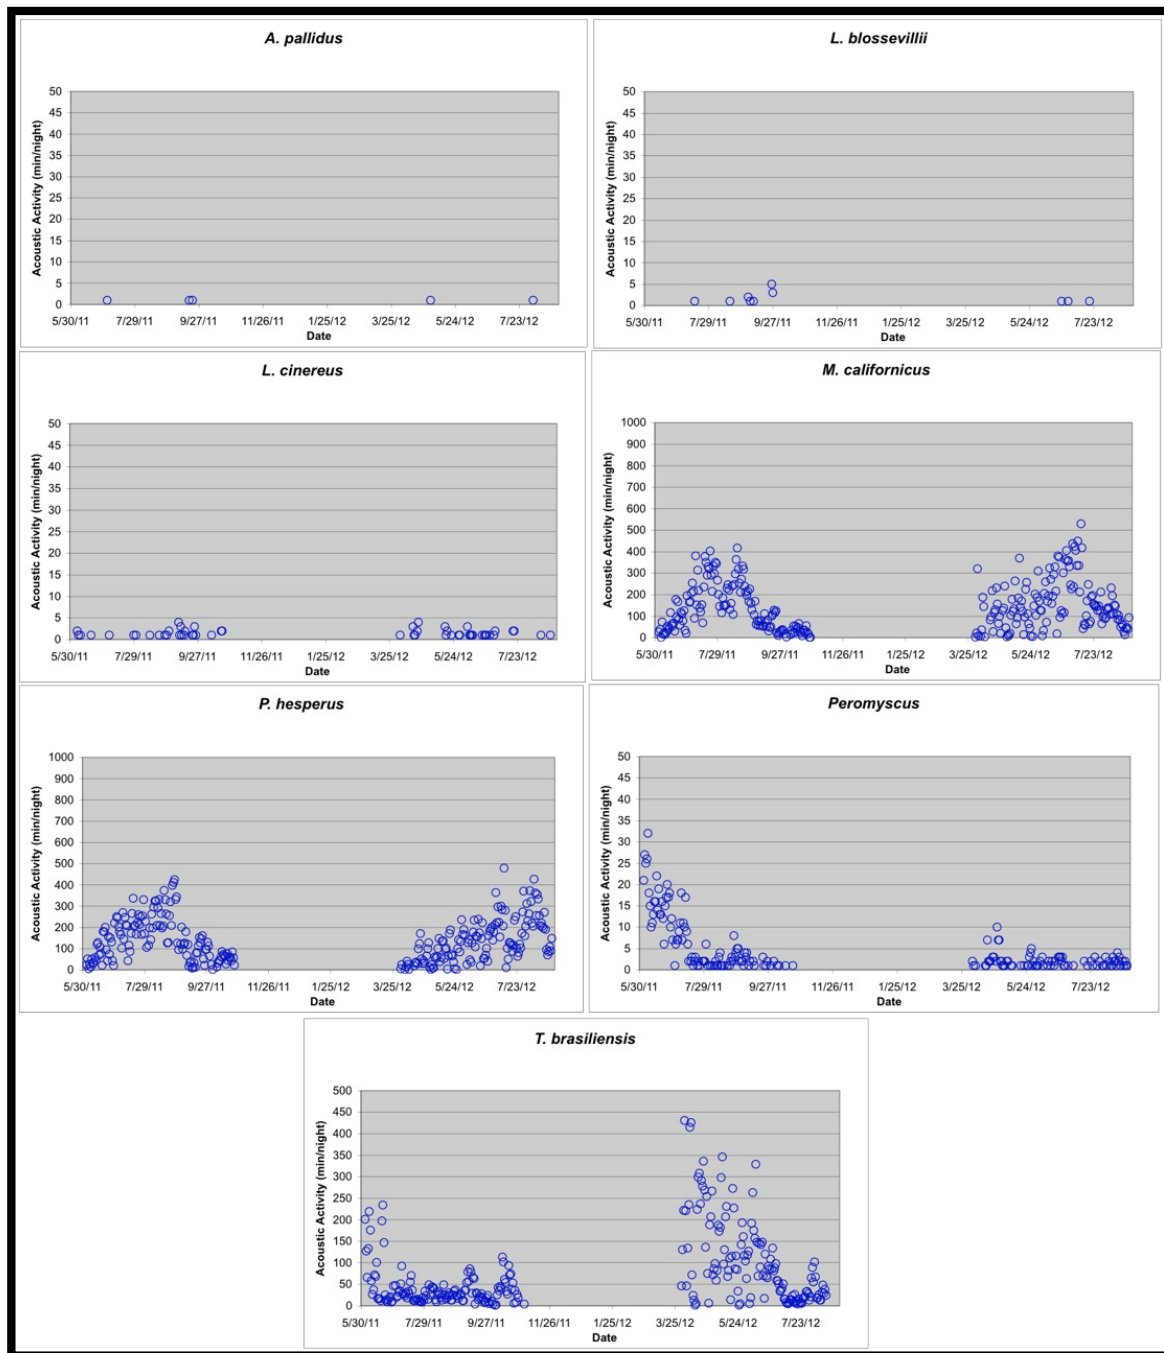 A. pallidus
Acoustic Activity (min/night)
50
45
40
35
30
25
20
15
10
5
0
5/30/11 7/29/11 9/27/11 11/26/11 1/25/12 3/25/12 5/24/12 7/23/12
Date
L. blossevillii
Acoustic Activity (min/night)
50
45
40
35
30
25
20
15
10
5
0
5/30/11 7/29/11 9/27/11 11/26/11 1/25/12 3/25/12 5/24/12 7/23/12
Date
L. cinereus
Acoustic Activity (min/night)
50
45
40
35
30
25
20
15
10
5
0
5/30/11 7/29/11 9/27/11 11/26/11 1/25/12 3/25/12 5/24/12 7/23/12
Date
M. californicus
Acoustic Activity (min/night)
1000
900
800
700
600
500
400
300
200
100
0
5/30/11 7/29/11 9/27/11 11/26/11 1/25/12 3/25/12 5/24/12 7/23/12
Date
P. hesperus
Acoustic Activity (min/night)
1000
900
800
700
600
500
400
300
200
100
0
5/30/11 7/29/11 9/27/11 11/26/11 1/25/12 3/25/12 5/24/12 7/23/12
Date
Peromyscus
Acoustic Activity (min/night)
50
45
40
35
30
25
20
15
10
5
0
5/30/11 7/29/11 9/27/11 11/26/11 1/25/12 3/25/12 5/24/12 7/23/12
Date
T. brasiliensis
Acoustic Activity (min/night)
500
450
400
350
300
250
200
150
100
50
0
5/30/11 7/29/11 9/27/11 11/26/11 1/25/12 3/25/12 5/24/12 7/23/12
Date